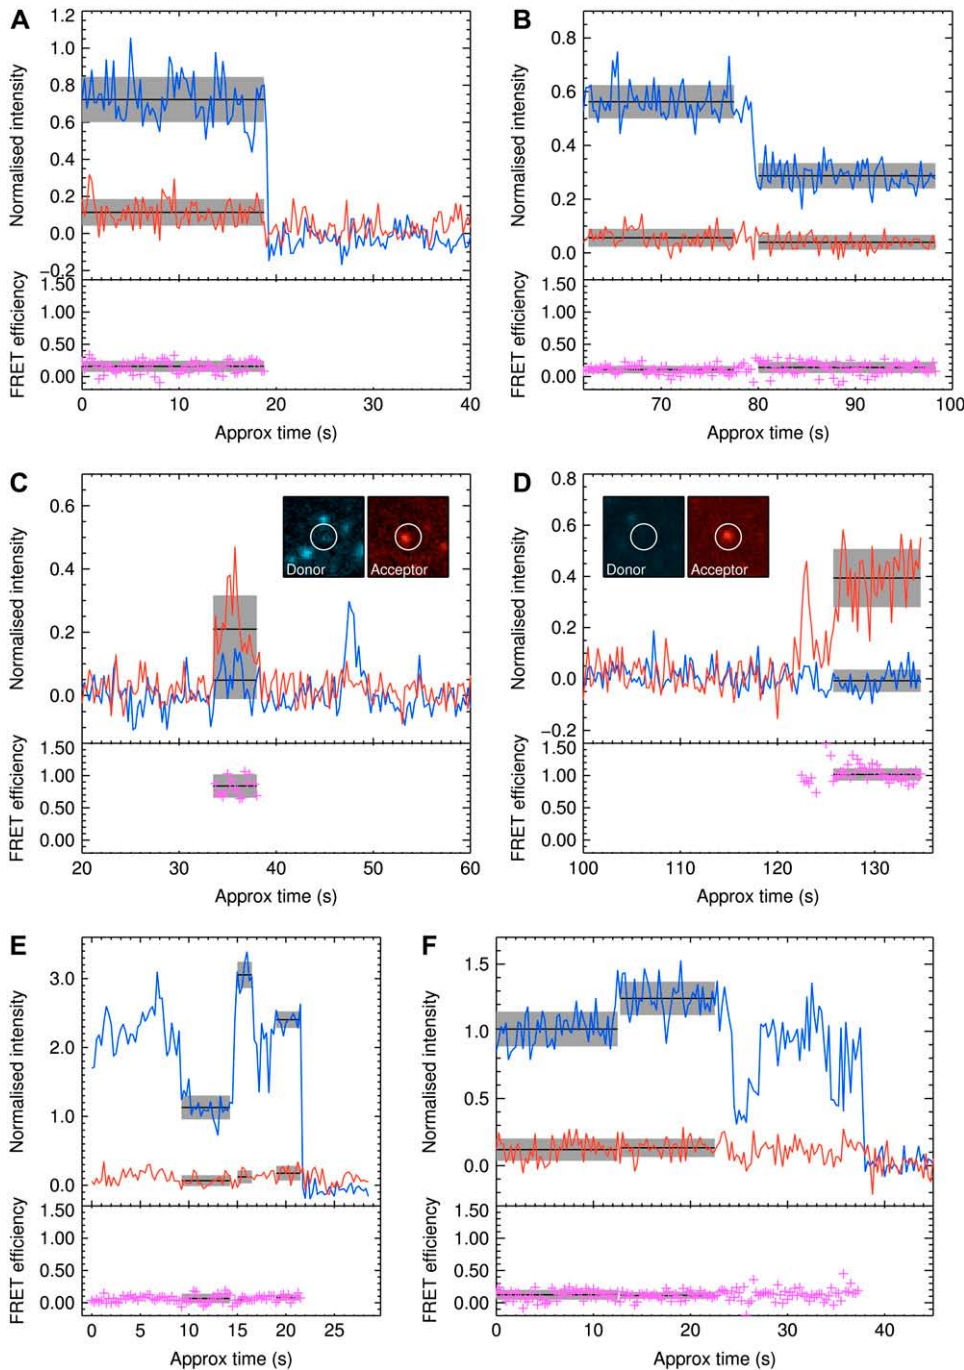 A
Normalised intensity
1.2
1.0
0.8
0.6
0.4
0.2
0.0
−0.2
FRET efficiency
1.50
1.00
0.50
0.00
0 10 20 30 40
Approx time (s)
B
Normalised intensity
0.8
0.6
0.4
0.2
0.0
FRET efficiency
1.50
1.00
0.50
0.00
70 80 90 100
Approx time (s)
C
Normalised intensity
0.6
0.4
0.2
0.0
Donor
Acceptor
FRET efficiency
1.50
1.00
0.50
0.00
20 30 40 50 60
Approx time (s)
D
Normalised intensity
0.8
0.6
0.4
0.2
0.0
−0.2
Donor
Acceptor
FRET efficiency
1.50
1.00
0.50
0.00
100 110 120 130
Approx time (s)
E
Normalised intensity
3.0
2.0
1.0
0.0
FRET efficiency
1.50
1.00
0.50
0.00
0 5 10 15 20 25
Approx time (s)
F
Normalised intensity
1.5
1.0
0.5
0.0
FRET efficiency
1.50
1.00
0.50
0.00
0 10 20 30 40
Approx time (s)